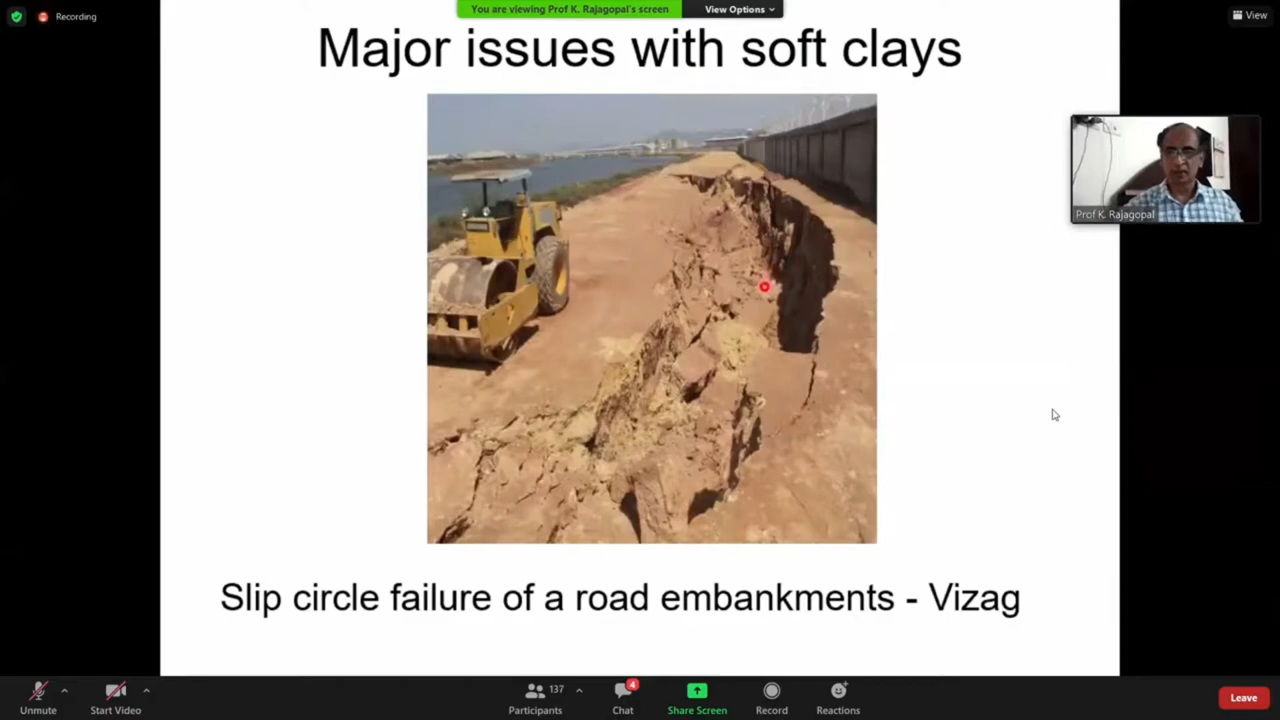 Recording
You are viewing Prof K. Rajagopal's screen
View Options
View
Major issues with soft clays
Prof K. Rajagopal
Slip circle failure of a road embankments - Vizag
Unmute
Start Video
137
Participants
4
Chat
Share Screen
Record
Reactions
Leave